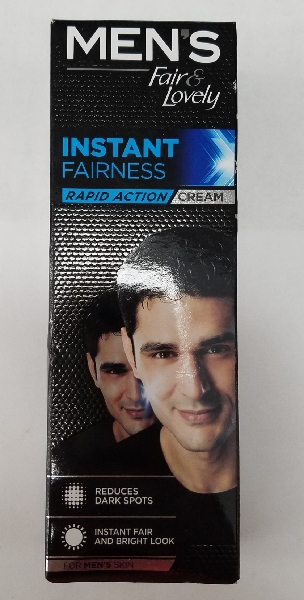 MEN'S
Fair &
Lovely
INSTANT
FAIRNESS
RAPID ACTION CREAM
REDUCES
DARK SPOTS
INSTANT FAIR
AND BRIGHT LOOK
FOR MEN'S SKIN